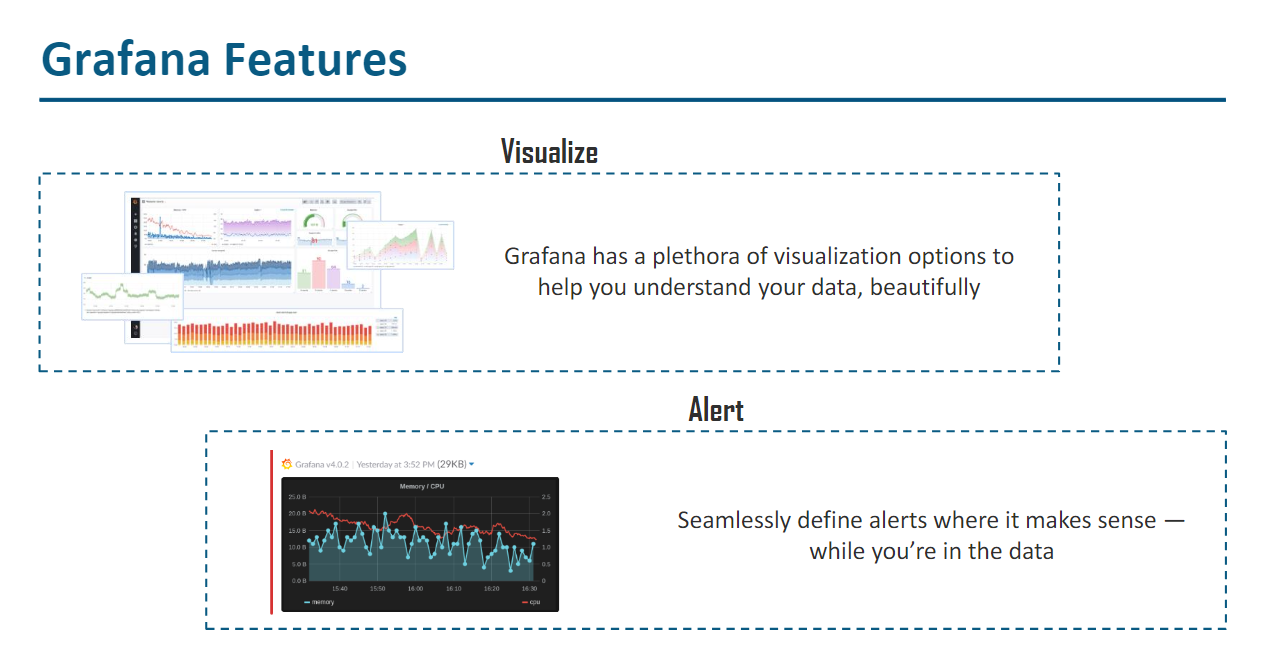 Grafana Features
Visualize
Grafana has a plethora of visualization options to
help you understand your data, beautifully
Alert
Grafana v4.0.2 | Yesterday at 3:52 PM (29KB)
Memory / CPU
25.0 B 2.5
20.0 B 2.0
15.0 B 1.5
10.0 B 1.0
5.0 B 0.5
0.0 B 0
15:40 15:50 16:00 16:10 16:20 16:30
memory cpu
Seamlessly define alerts where it makes sense —
while you’re in the data